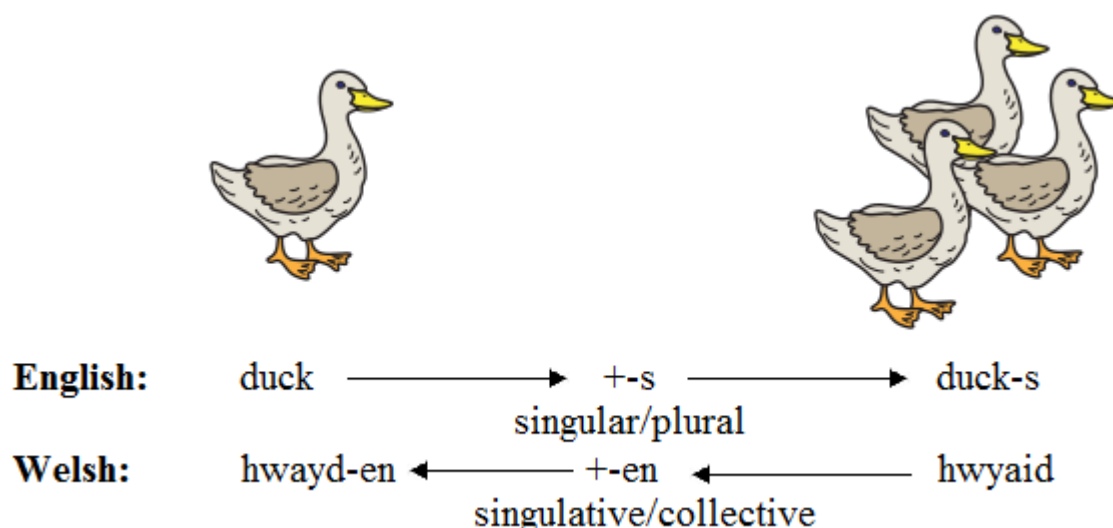 English: duck +-s duck-s
singular/plural
Welsh: hwayd-en +-en hwyaid
singulative/collective